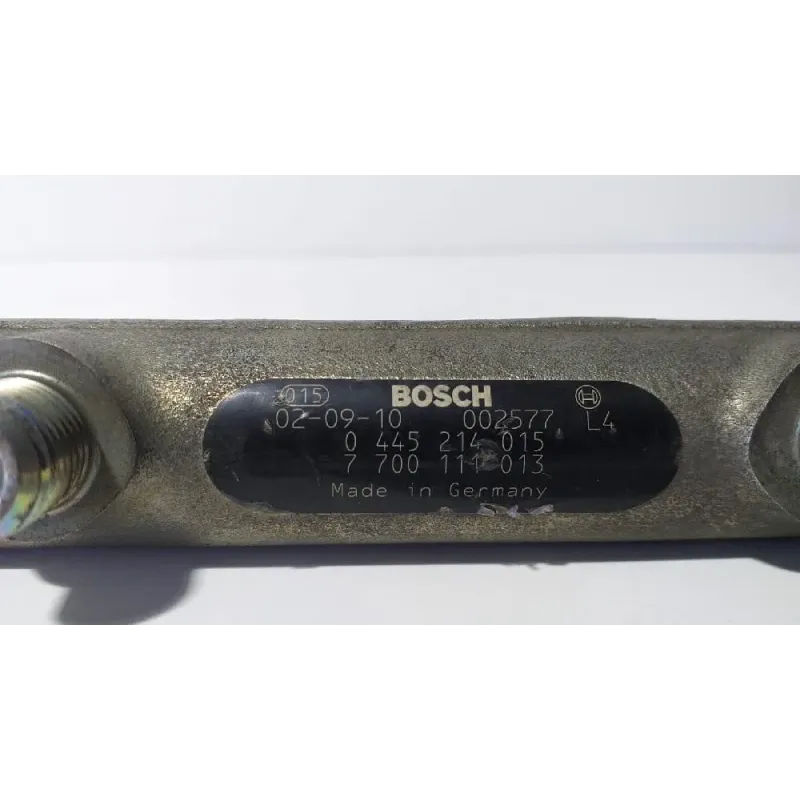 015 BOSCH
02-09-10 002577 L4
0 445 214 015
7 700 111 013
Made in Germany